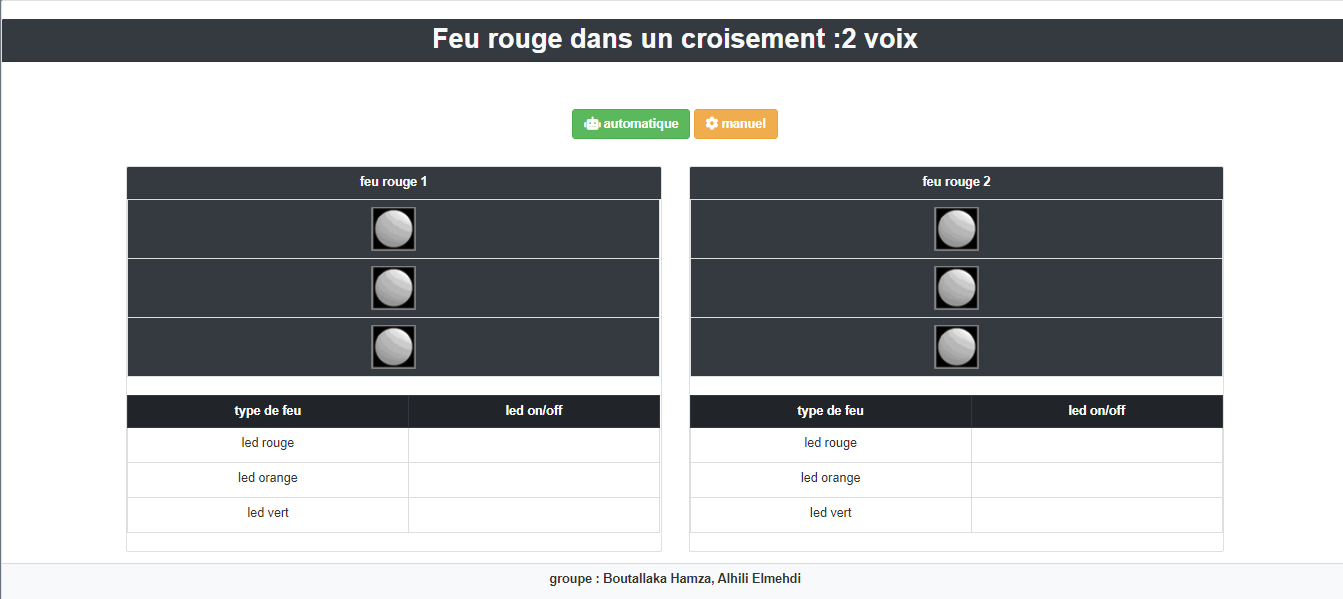 Feu rouge dans un croisement :2 voix
automatique manuel
feu rouge 1
feu rouge 2
type de feu led on/off
led rouge
led orange
led vert
type de feu led on/off
led rouge
led orange
led vert
groupe : Boutallaka Hamza, Alhili Elmehdi